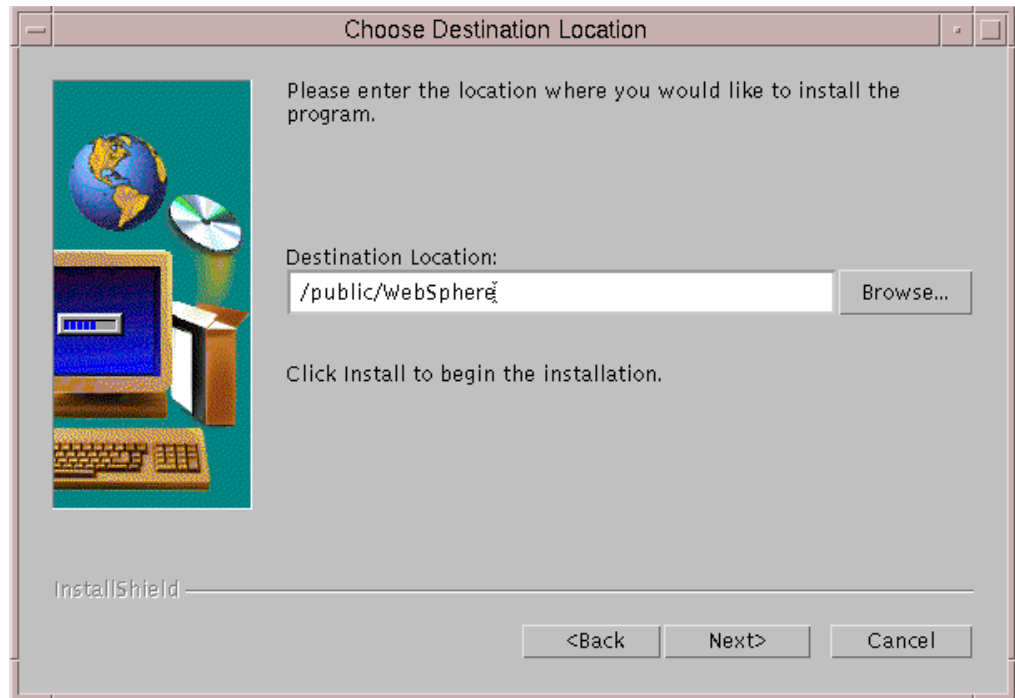 Choose Destination Location
Please enter the location where you would like to install the
program.
Destination Location:
/public/WebSphere
Browse...
Click Install to begin the installation.
InstallShield
<Back
Next>
Cancel